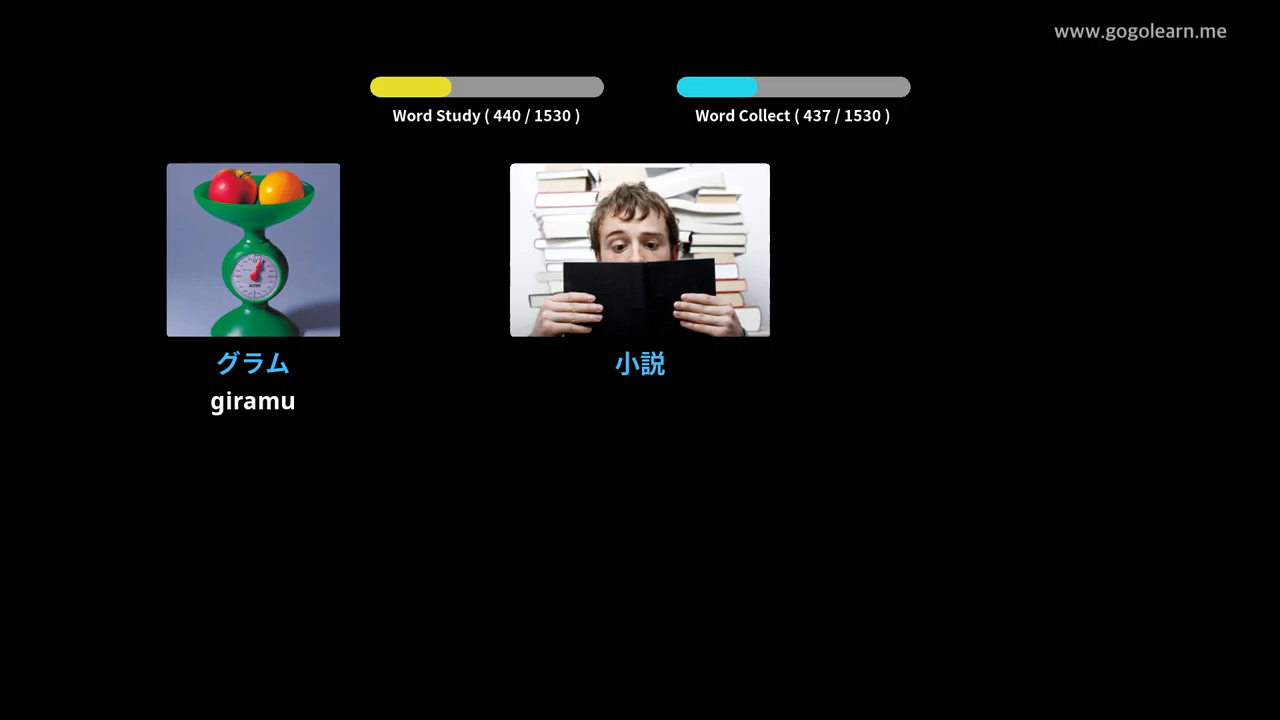 www.gogolearn.me
Word Study ( 440 / 1530 )
Word Collect ( 437 / 1530 )
グラム
giramu
小説